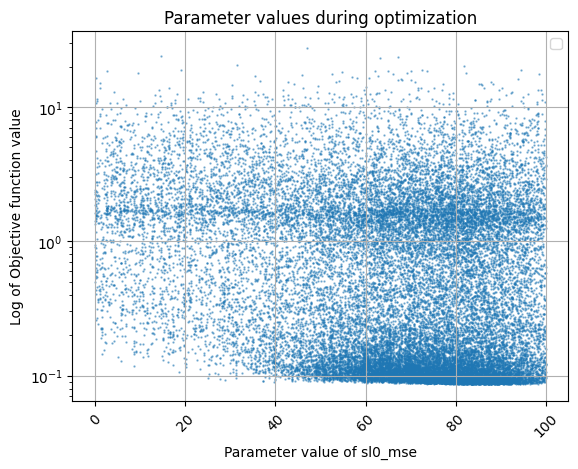 Parameter values during optimization
Log of Objective function value
10¹
10⁰
10⁻¹
0 20 40 60 80 100
Parameter value of sl0_mse